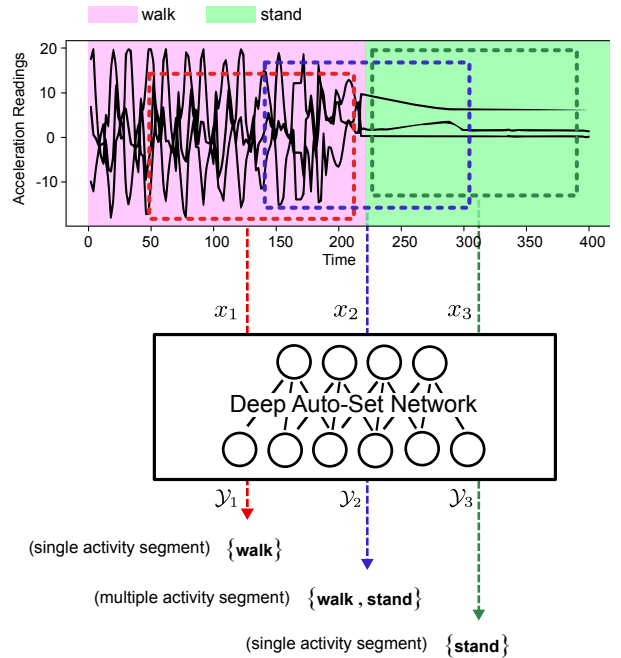 walk stand
Acceleration Readings
20
10
0
-10
0 50 100 150 200 250 300 350 400
Time
x₁ x₂ x₃
Deep Auto-Set Network
𝒴₁ 𝒴₂ 𝒴₃
(single activity segment) {walk}
(multiple activity segment) {walk , stand}
(single activity segment) {stand}